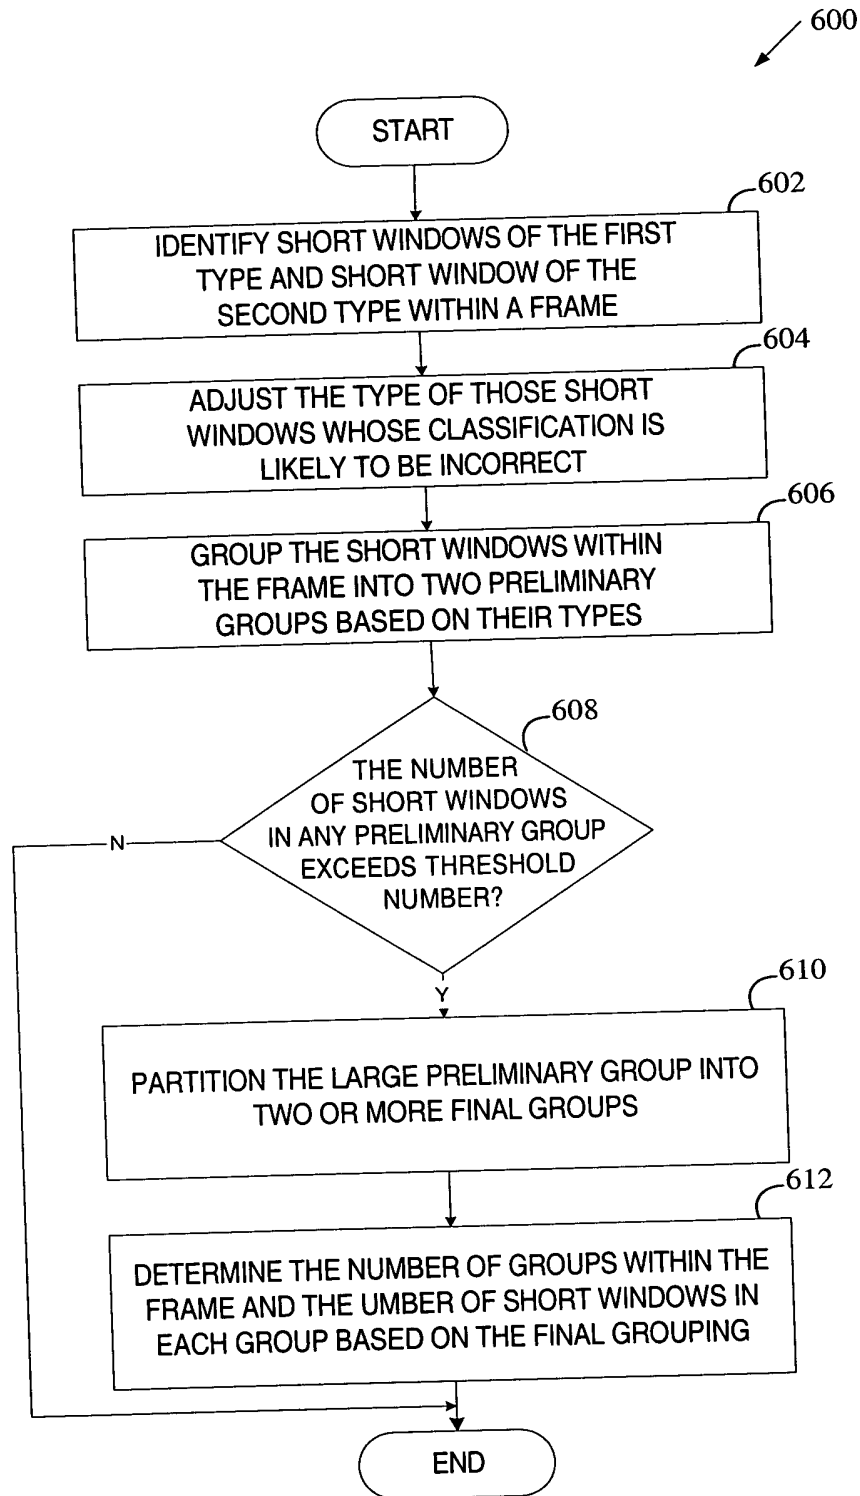 600
START
602
IDENTIFY SHORT WINDOWS OF THE FIRST
TYPE AND SHORT WINDOW OF THE
SECOND TYPE WITHIN A FRAME
604
ADJUST THE TYPE OF THOSE SHORT
WINDOWS WHOSE CLASSIFICATION IS
LIKELY TO BE INCORRECT
606
GROUP THE SHORT WINDOWS WITHIN
THE FRAME INTO TWO PRELIMINARY
GROUPS BASED ON THEIR TYPES
608
THE NUMBER
OF SHORT WINDOWS
IN ANY PRELIMINARY GROUP
EXCEEDS THRESHOLD
NUMBER?
N
Y
610
PARTITION THE LARGE PRELIMINARY GROUP INTO
TWO OR MORE FINAL GROUPS
612
DETERMINE THE NUMBER OF GROUPS WITHIN THE
FRAME AND THE UMBER OF SHORT WINDOWS IN
EACH GROUP BASED ON THE FINAL GROUPING
END